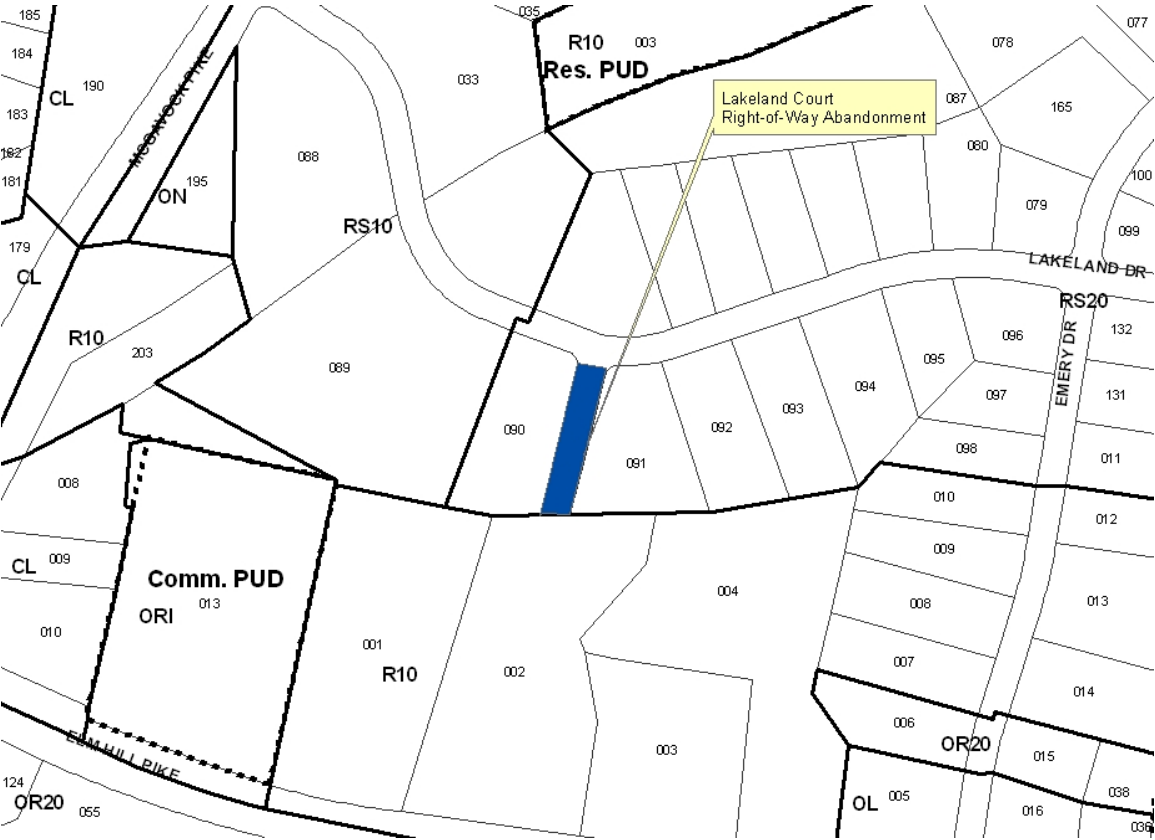 185
035
077
R10
003
184
078
Res. PUD
033
190
CL
Lakeland Court
Right-of-Way Abandonment
087
165
183
MCGAVOCK PIKE
182
088
080
181
195
ON
100
079
RS10
099
179
LAKELAND DR
CL
RS20
R10
096
132
203
EMERY DR
089
095
094
097
131
093
090
092
098
011
091
008
010
012
009
009
CL
Comm. PUD
004
013
ORI
008
013
010
001
007
002
R10
014
006
003
OR20
ELM HILL PIKE
015
124
038
OR20
055
OL
005
016
036